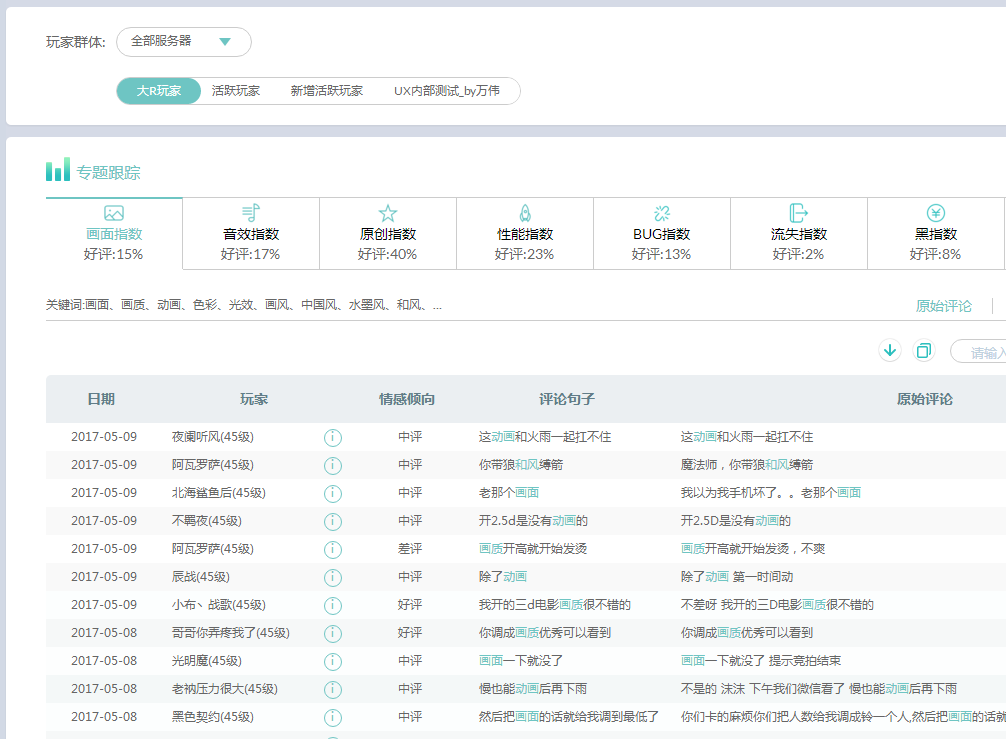 玩家群体: 全部服务器
大R玩家 活跃玩家 新增活跃玩家 UX内部测试_by万伟
专题跟踪
画面指数 音效指数 原创指数 性能指数 BUG指数 流失指数 黑指数
好评:15% 好评:17% 好评:40% 好评:23% 好评:13% 好评:2% 好评:8%
关键词:画面、画质、动画、色彩、光效、画风、中国风、水墨风、和风、... 原始评论
请输入
日期 玩家 情感倾向 评论句子 原始评论
2017-05-09 夜阑听风(45级) 中评 这动画和火雨一起扛不住 这动画和火雨一起扛不住
2017-05-09 阿瓦罗萨(45级) 中评 你带狼和风缚箭 魔法师，你带狼和风缚箭
2017-05-09 北海鲨鱼后(45级) 中评 老那个画面 我以为我手机坏了。。老那个画面
2017-05-09 不羁夜(45级) 中评 开2.5d是没有动画的 开2.5D是没有动画的
2017-05-09 阿瓦罗萨(45级) 差评 画质开高就开始发烫 画质开高就开始发烫，不爽
2017-05-09 辰战(45级) 中评 除了动画 除了动画 第一时间动
2017-05-09 小布丶战歌(45级) 好评 我开的三d电影画质很不错的 不差呀 我开的三D电影画质很不错的
2017-05-08 哥哥你弄疼我了(45级) 好评 你调成画质优秀可以看到 你调成画质优秀可以看到
2017-05-08 光明魔(45级) 中评 画面一下就没了 画面一下就没了 提示竞拍结束
2017-05-08 老衲压力很大(45级) 中评 慢也能动画后再下雨 不是的 沫沫 下午我们微信看了 慢也能动画后再下雨
2017-05-08 黑色契约(45级) 中评 然后把画面的话就给我调到最低了 你们卡的麻烦你们把人数给我调成铃一个人,然后把画面的话就